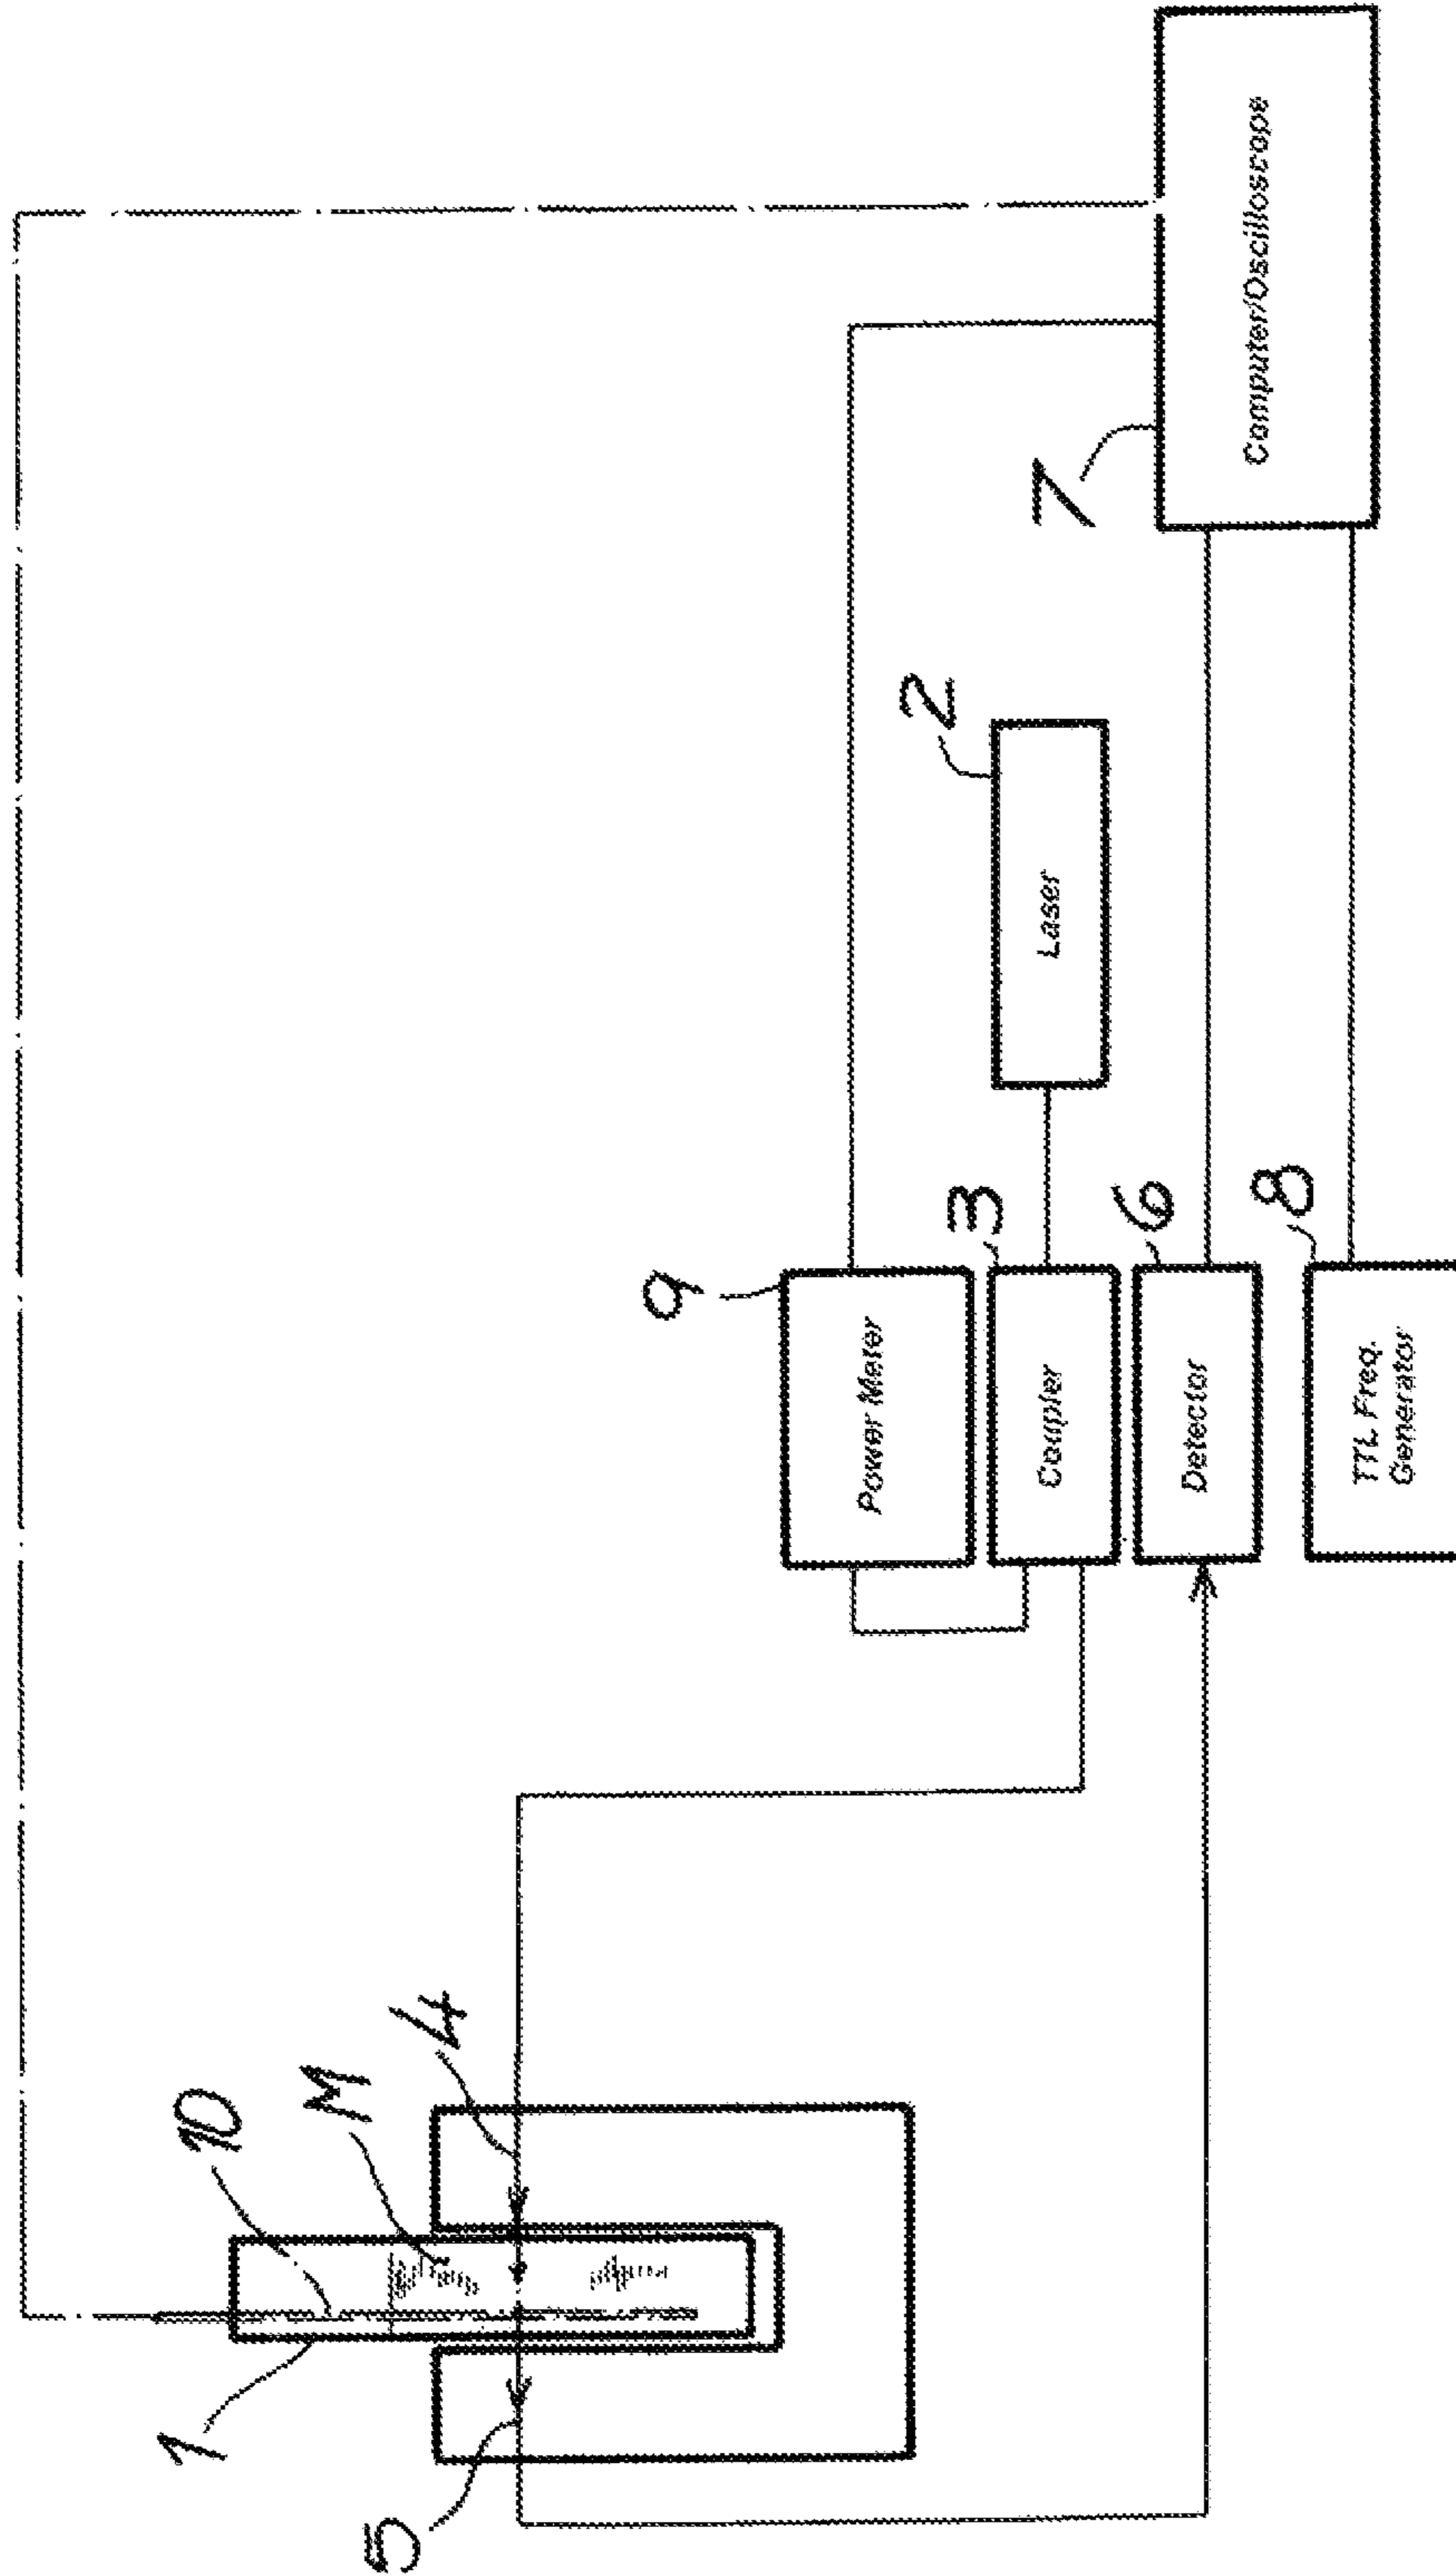 1
10
M
5
4
9
Power Meter
3
Coupler
2
Laser
6
Detector
8
TTL Freq.
Generator
7
Computer/Oscilloscope